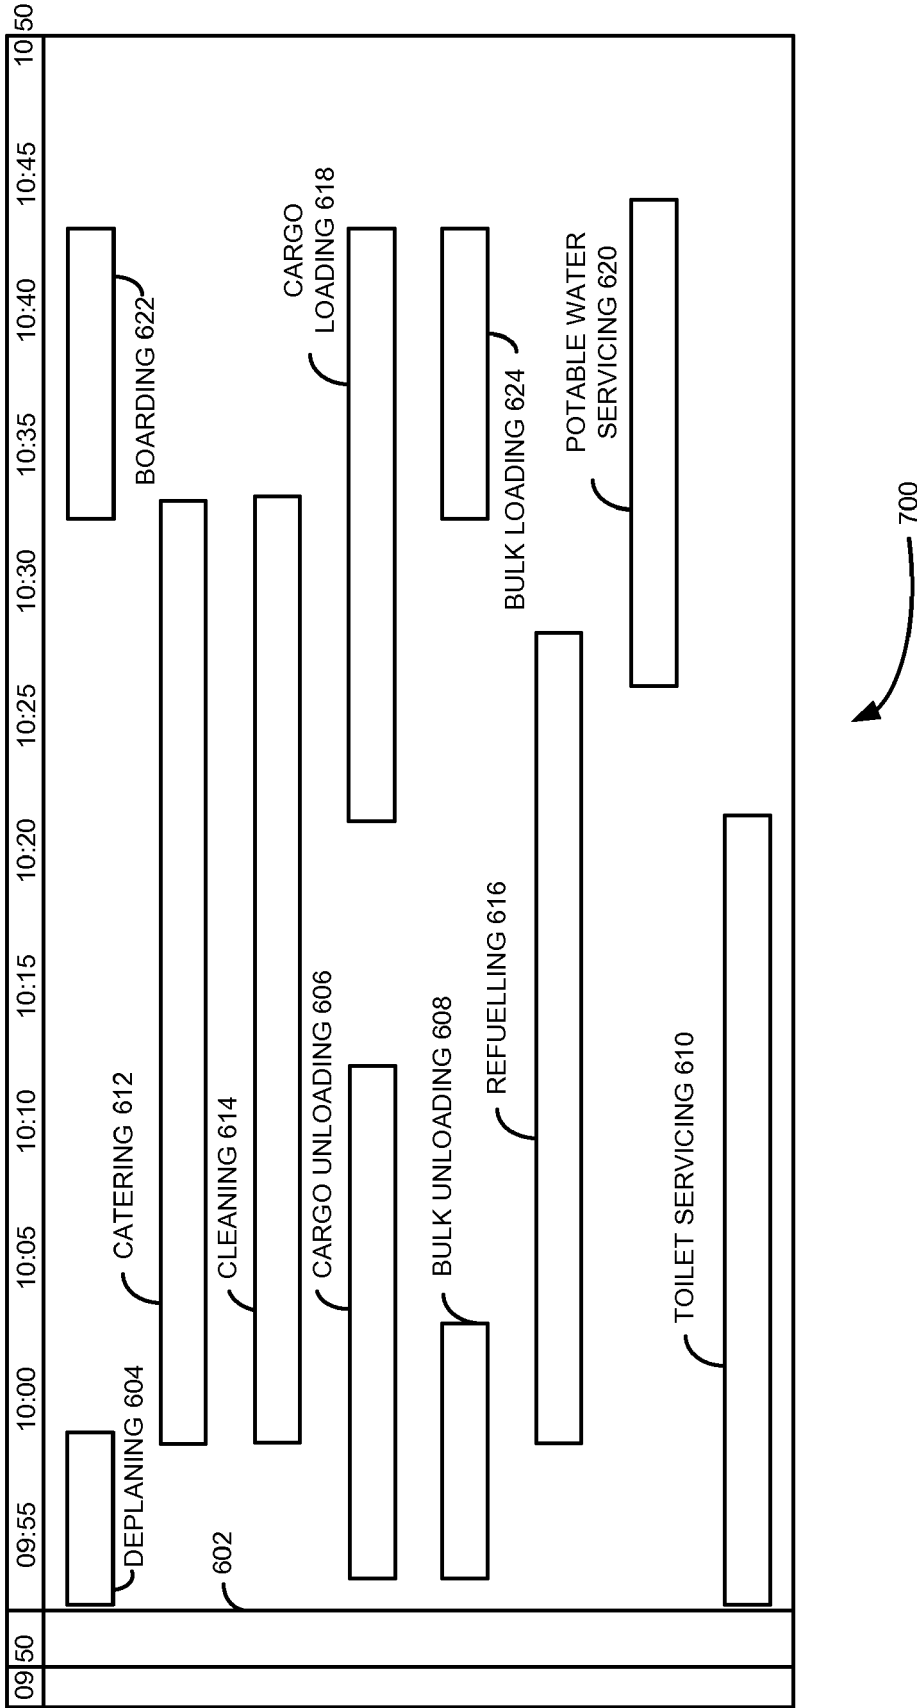 09:50
09:55
10:00
10:05
10:10
10:15
10:20
10:25
10:30
10:35
10:40
10:45
10:50
602
DEPLANING 604
BOARDING 622
CATERING 612
CLEANING 614
CARGO UNLOADING 606
CARGO
LOADING 618
BULK UNLOADING 608
BULK LOADING 624
REFUELLING 616
POTABLE WATER
SERVICING 620
TOILET SERVICING 610
700